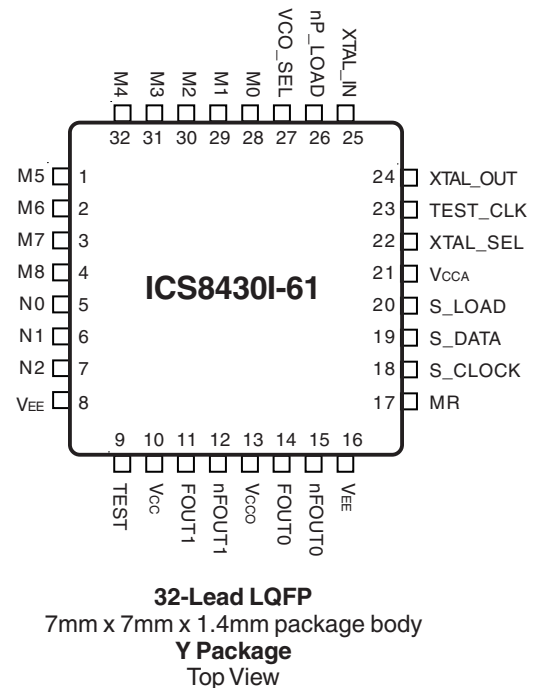 VCO_SEL
nP_LOAD
XTAL_IN
M4
M3
M2
M1
M0
32 31 30 29 28 27 26 25
M5 1
M6 2
M7 3
M8 4
N0 5
N1 6
N2 7
VEE 8
ICS8430I-61
24 XTAL_OUT
23 TEST_CLK
22 XTAL_SEL
21 VCCA
20 S_LOAD
19 S_DATA
18 S_CLOCK
17 MR
9 10 11 12 13 14 15 16
TEST
VCC
FOUT1
nFOUT1
VCCO
FOUT0
nFOUT0
VEE
32-Lead LQFP
7mm x 7mm x 1.4mm package body
Y Package
Top View